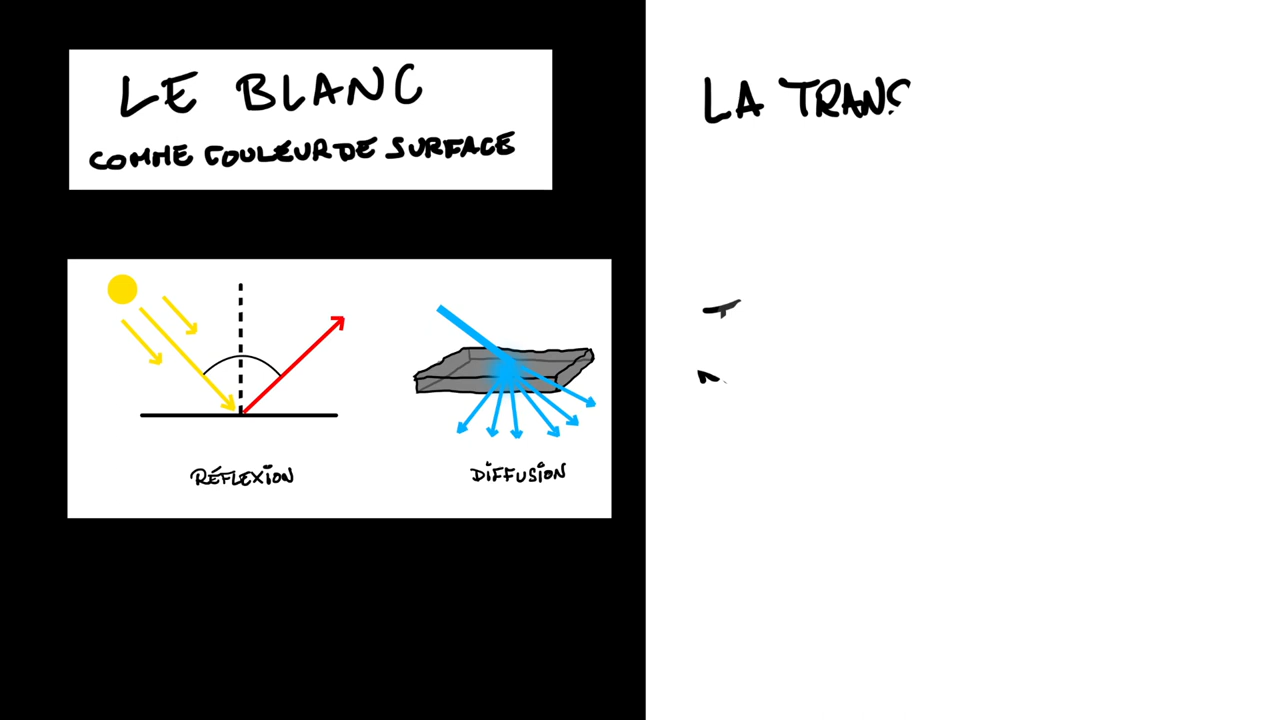 LE BLANC
COMME COULEUR DE SURFACE
RÉFLEXION
DIFFUSION
LA TRANS